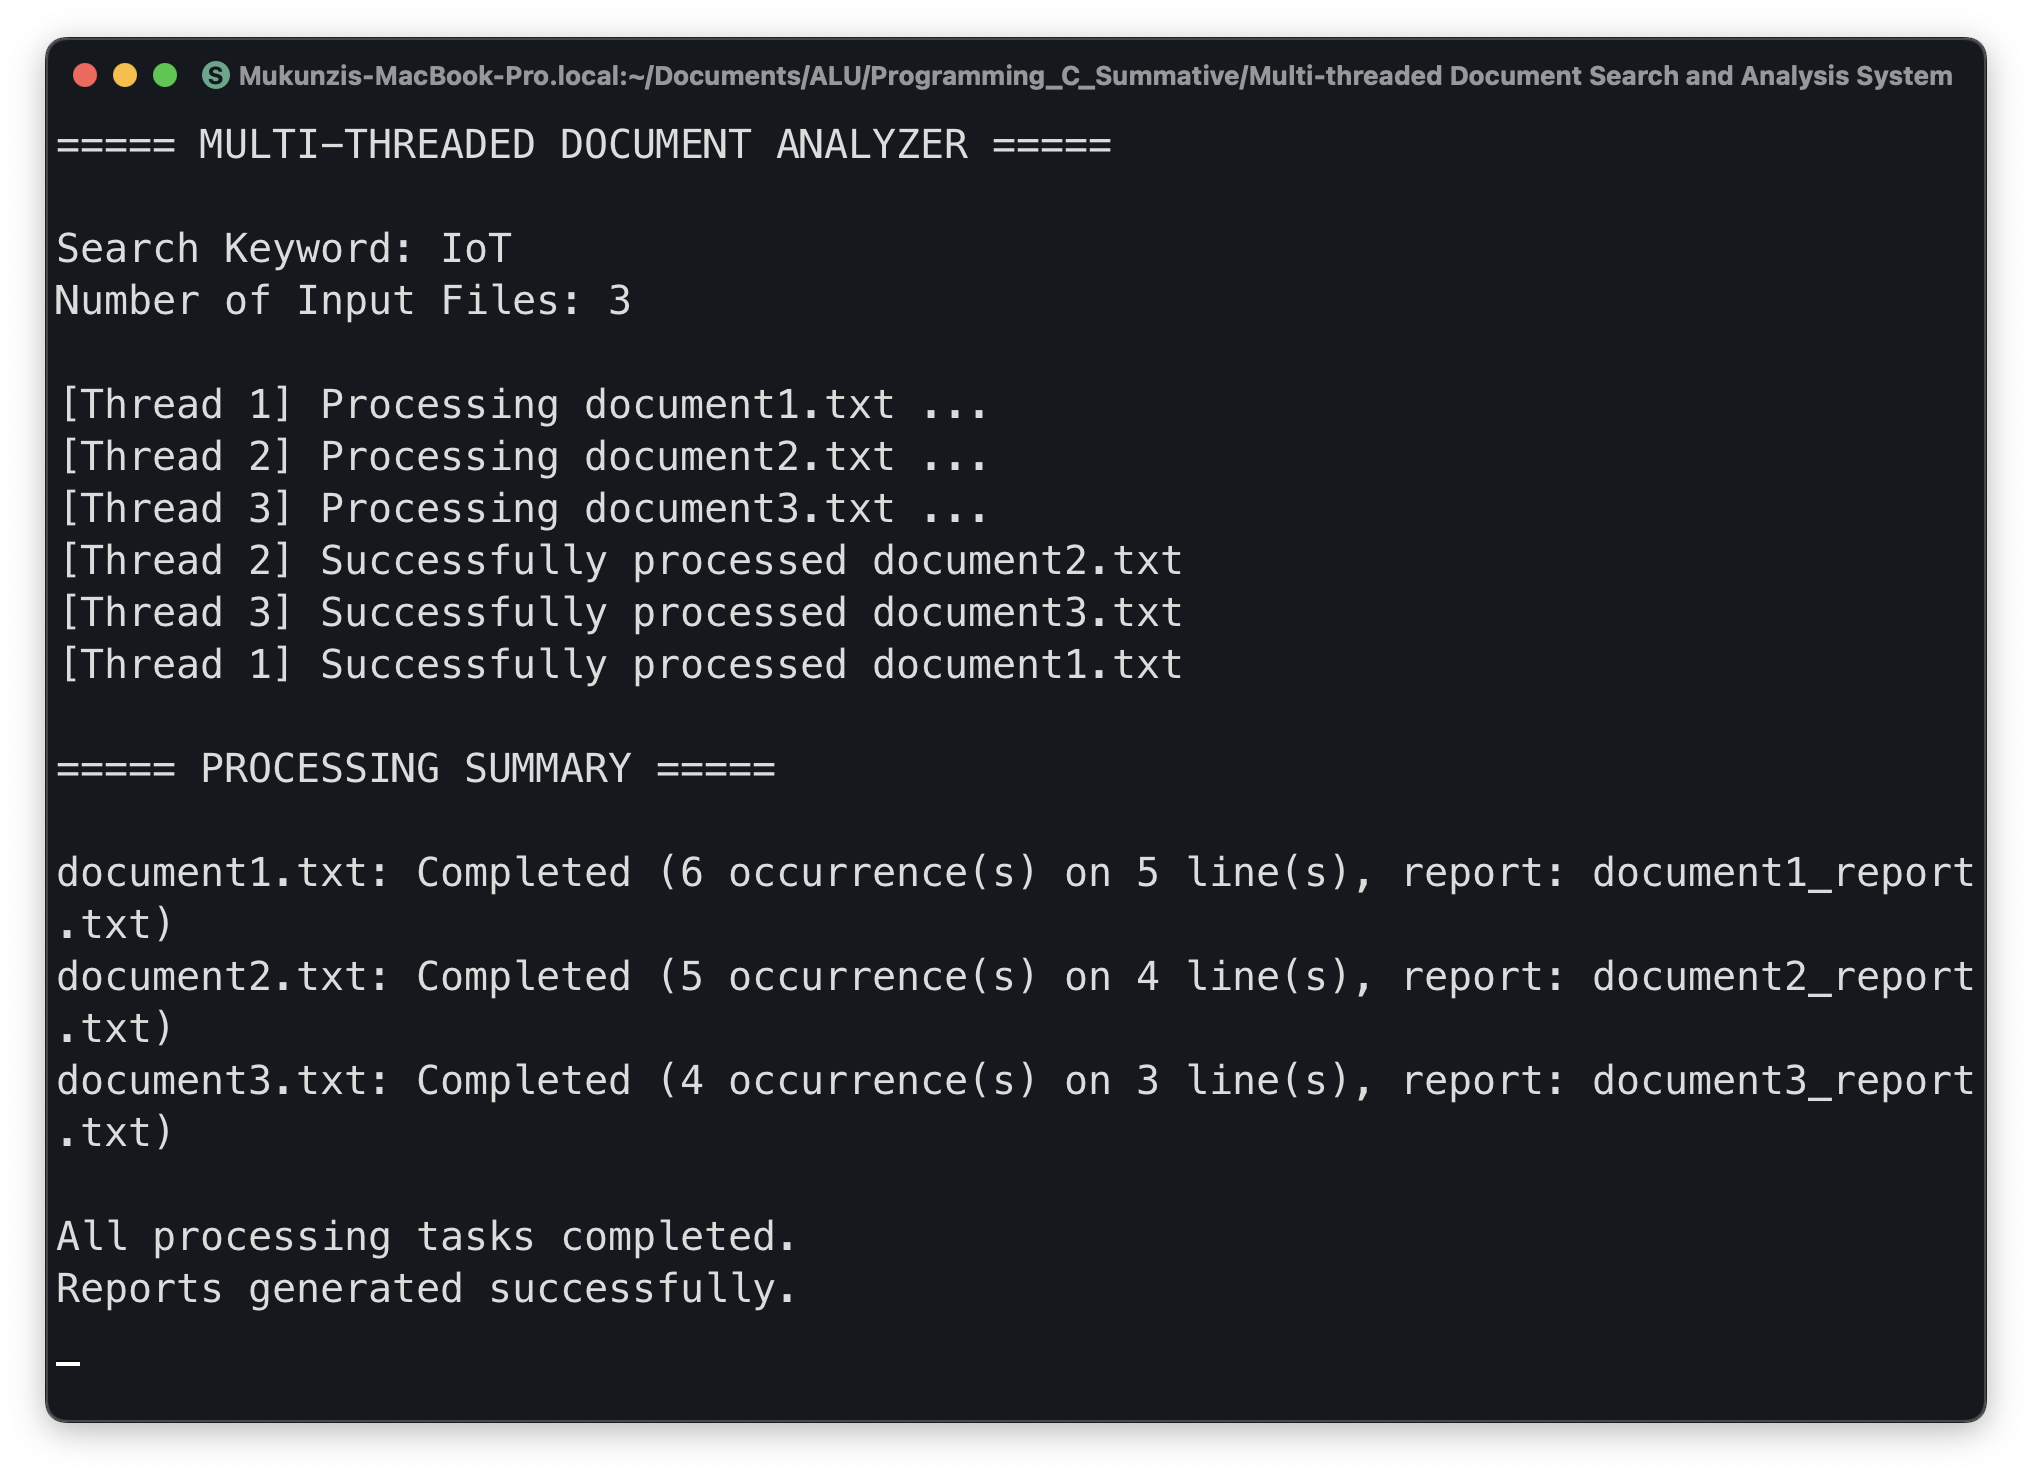 S Mukunzis-MacBook-Pro.local:~/Documents/ALU/Programming_C_Summative/Multi-threaded Document Search and Analysis System
===== MULTI-THREADED DOCUMENT ANALYZER =====
Search Keyword: IoT
Number of Input Files: 3
[Thread 1] Processing document1.txt ...
[Thread 2] Processing document2.txt ...
[Thread 3] Processing document3.txt ...
[Thread 2] Successfully processed document2.txt
[Thread 3] Successfully processed document3.txt
[Thread 1] Successfully processed document1.txt
===== PROCESSING SUMMARY =====
document1.txt: Completed (6 occurrence(s) on 5 line(s), report: document1_report
.txt)
document2.txt: Completed (5 occurrence(s) on 4 line(s), report: document2_report
.txt)
document3.txt: Completed (4 occurrence(s) on 3 line(s), report: document3_report
.txt)
All processing tasks completed.
Reports generated successfully.